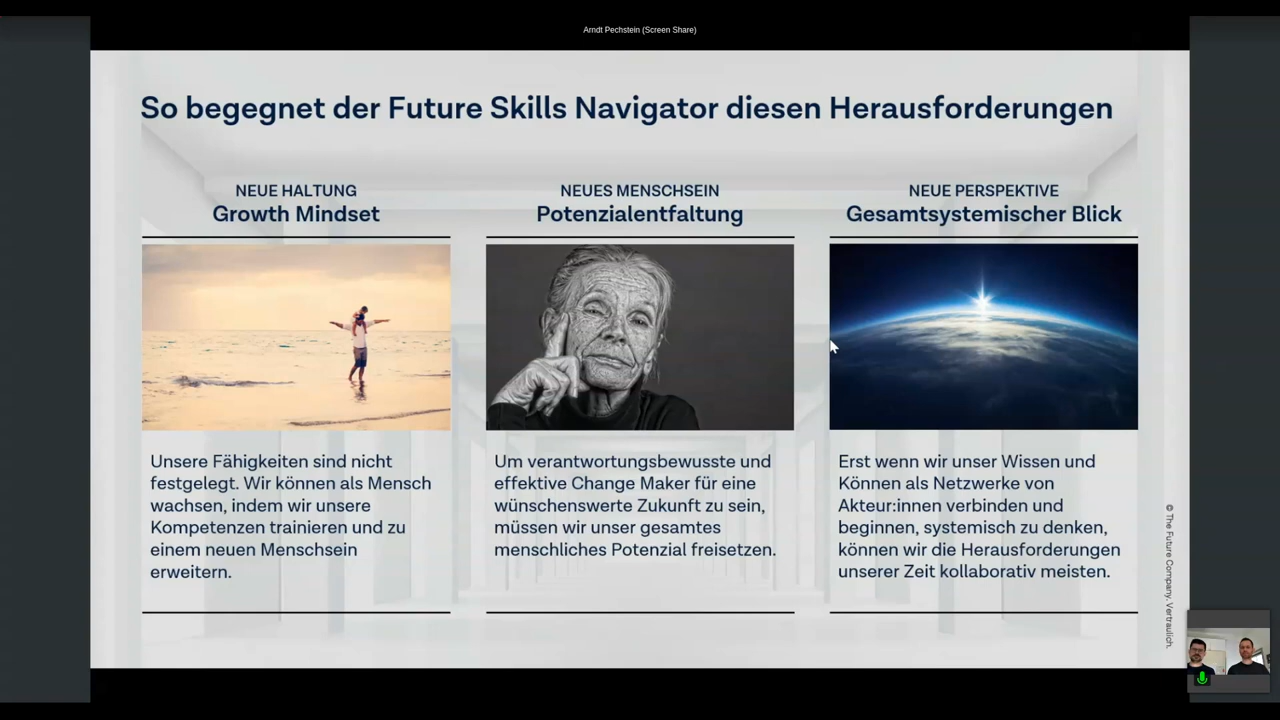 Arndt Pechstein (Screen Share)
So begegnet der Future Skills Navigator diesen Herausforderungen
NEUE HALTUNG
Growth Mindset
Unsere Fähigkeiten sind nicht
festgelegt. Wir können als Mensch
wachsen, indem wir unsere
Kompetenzen trainieren und zu
einem neuen Menschsein
erweitern.
NEUES MENSCHSEIN
Potenzialentfaltung
Um verantwortungsbewusste und
effektive Change Maker für eine
wünschenswerte Zukunft zu sein,
müssen wir unser gesamtes
menschliches Potenzial freisetzen.
NEUE PERSPEKTIVE
Gesamtsystemischer Blick
Erst wenn wir unser Wissen und
Können als Netzwerke von
Akteur:innen verbinden und
beginnen, systemisch zu denken,
können wir die Herausforderungen
unserer Zeit kollaborativ meisten.
© The Future Company. Vertraulich.